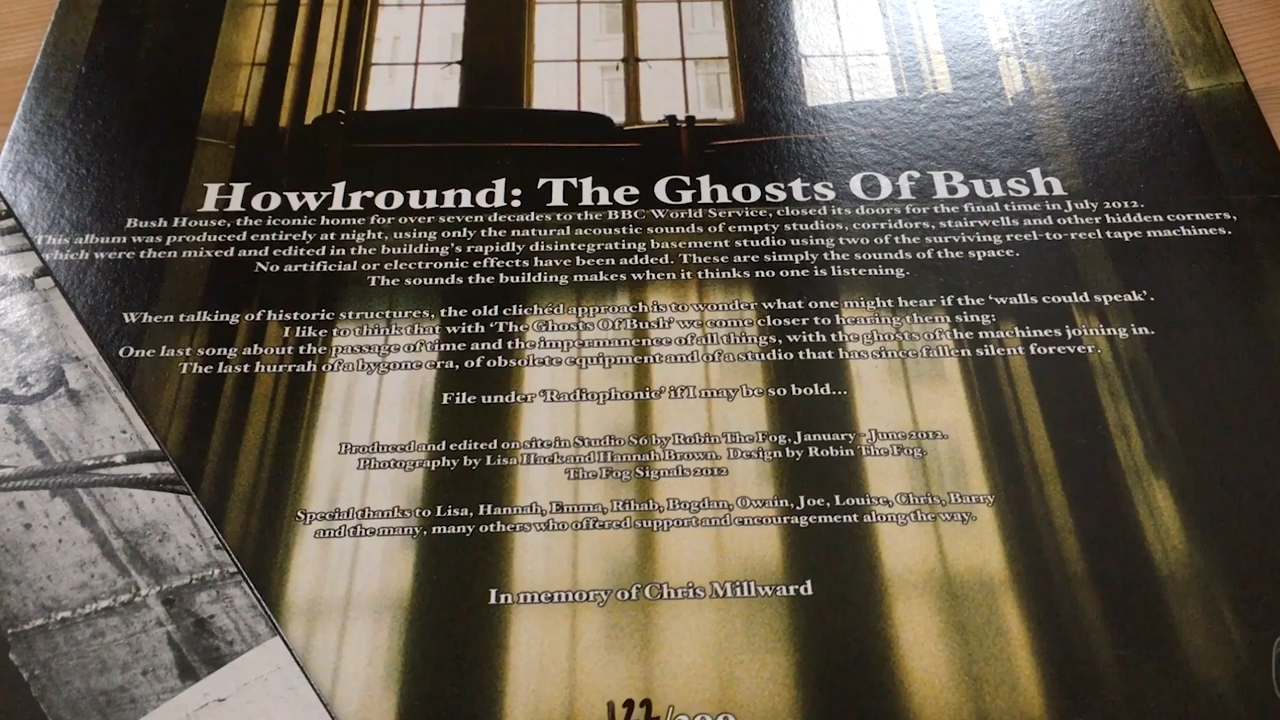 Howlround: The Ghosts Of Bush
Bush House, the iconic home for over seven decades to the BBC World Service, closed its doors for the final time in July 2012.
This album was produced entirely at night, using only the natural acoustic sounds of empty studios, corridors, stairwells and other hidden corners,
which were then mixed and edited in the building's rapidly disintegrating basement studio using two of the surviving reel-to-reel tape machines.
No artificial or electronic effects have been added. These are simply the sounds of the space.
The sounds the building makes when it thinks no one is listening.
When talking of historic structures, the old clichéd approach is to wonder what one might hear if the 'walls could speak'.
I like to think that with 'The Ghosts Of Bush' we come closer to hearing them sing:
One last song about the passage of time and the impermanence of all things, with the ghosts of the machines joining in.
The last hurrah of a bygone era, of obsolete equipment and of a studio that has since fallen silent forever.
File under 'Radiophonic' if I may be so bold...
Produced and edited on site in Studio S6 by Robin The Fog, January - June 2012.
Photography by Lisa Hack and Hannah Brown. Design by Robin The Fog.
The Fog Signals 2012
Special thanks to Lisa, Hannah, Emma, Rihab, Bogdan, Owain, Joe, Louise, Chris, Barry
and the many, many others who offered support and encouragement along the way.
In memory of Chris Millward